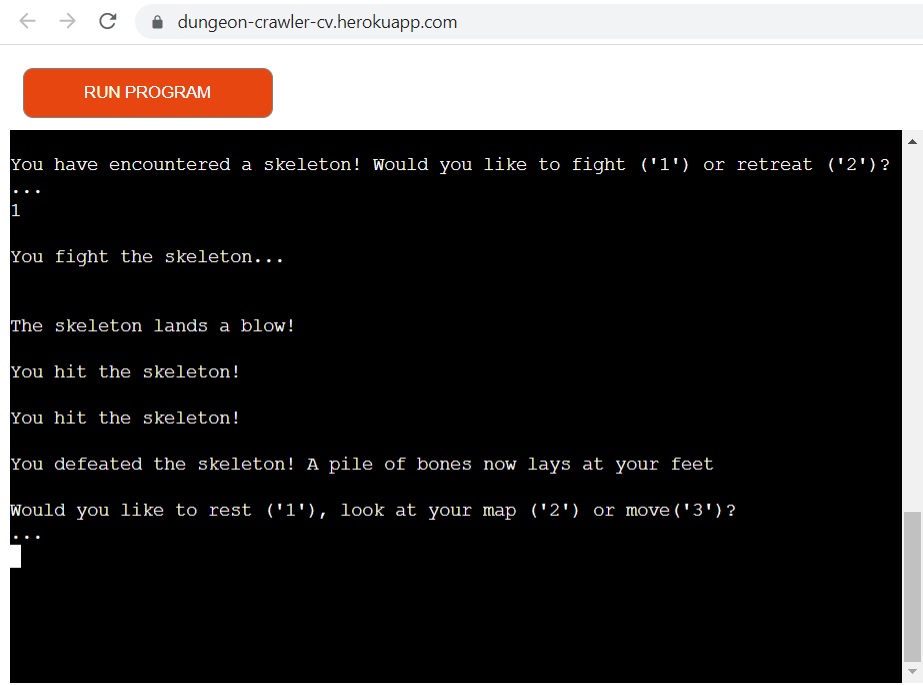 dungeon-crawler-cv.herokuapp.com
RUN PROGRAM
You have encountered a skeleton! Would you like to fight ('1') or retreat ('2')?
...
1
You fight the skeleton...
The skeleton lands a blow!
You hit the skeleton!
You hit the skeleton!
You defeated the skeleton! A pile of bones now lays at your feet
Would you like to rest ('1'), look at your map ('2') or move('3')?
...